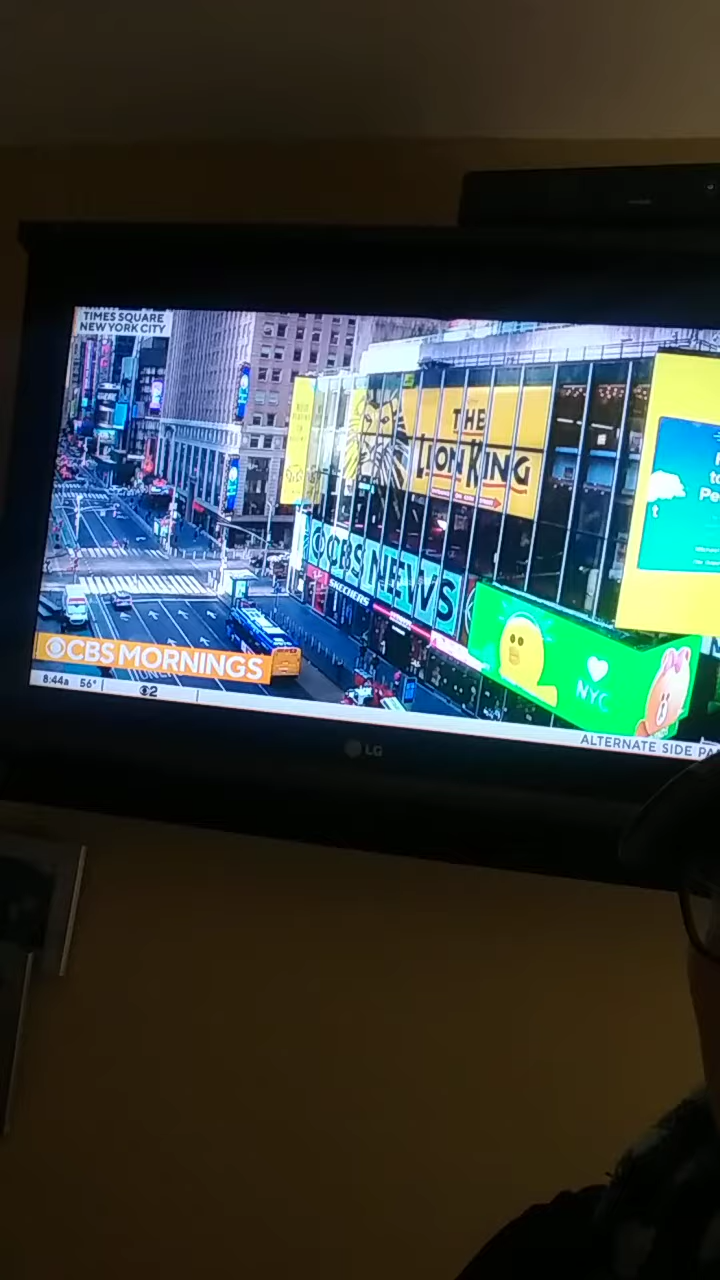 TIMES SQUARE
NEW YORK CITY
THE
LION KING
CBS NEWS
SKECHERS
NYC
CBS MORNINGS
8:44a 56°
2
ALTERNATE SIDE PA
LG